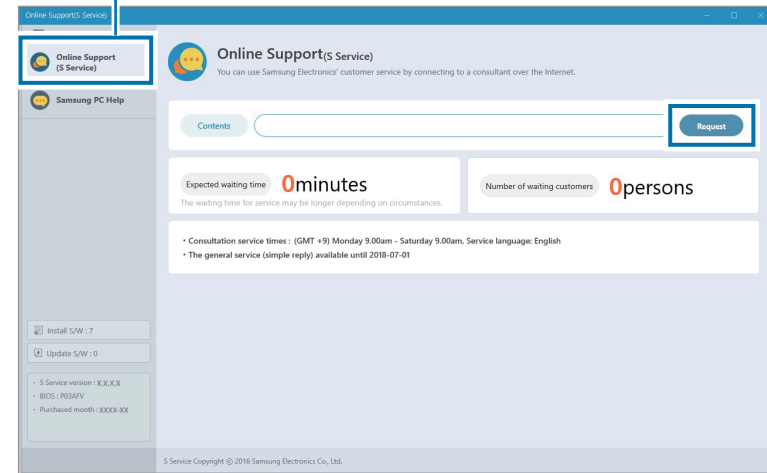 Online Support(S Service)
Online Support
(S Service)
Samsung PC Help
Install S/W : 7
Update S/W : 0
• S Service version : X.X.X.X
• BIOS : P03AFV
• Purchased month : XXXX-XX
Online Support(S Service)
You can use Samsung Electronics' customer service by connecting to a consultant over the Internet.
Contents
Request
Expected waiting time 0minutes
The waiting time for service may be longer depending on circumstances.
Number of waiting customers 0persons
• Consultation service times : (GMT +9) Monday 9.00am - Saturday 9.00am, Service language: English
• The general service (simple reply) available until 2018-07-01
S Service Copyright ⓒ 2016 Samsung Electronics Co., Ltd.